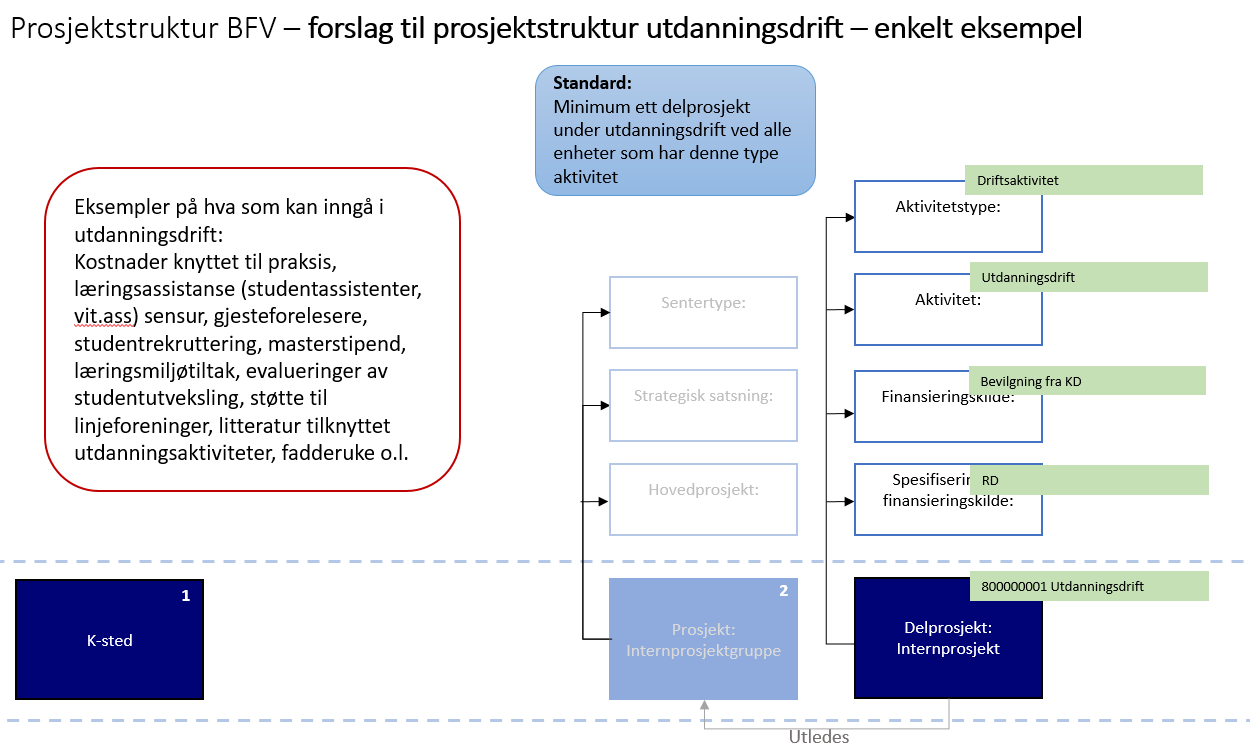 Prosjektstruktur BFV – forslag til prosjektstruktur utdanningsdrift – enkelt eksempel
Standard:
Minimum ett delprosjekt
under utdanningsdrift ved alle
enheter som har denne type
aktivitet
Eksempler på hva som kan inngå i
utdanningsdrift:
Kostnader knyttet til praksis,
læringsassistanse (studentassistenter,
vit.ass) sensur, gjesteforelesere,
studentrekruttering, masterstipend,
læringsmiljøtiltak, evalueringer av
studentutveksling, støtte til
linjeforeninger, litteratur tilknyttet
utdanningsaktiviteter, fadderuke o.l.
Sentertype:
Strategisk satsning:
Hovedprosjekt:
Driftsaktivitet
Aktivitetstype:
Utdanningsdrift
Aktivitet:
Bevilgning fra KD
Finansieringskilde:
RD
Spesifiserin
finansieringskilde:
1
K-sted
2
Prosjekt:
Internprosjektgruppe
800000001 Utdanningsdrift
Delprosjekt:
Internprosjekt
Utledes